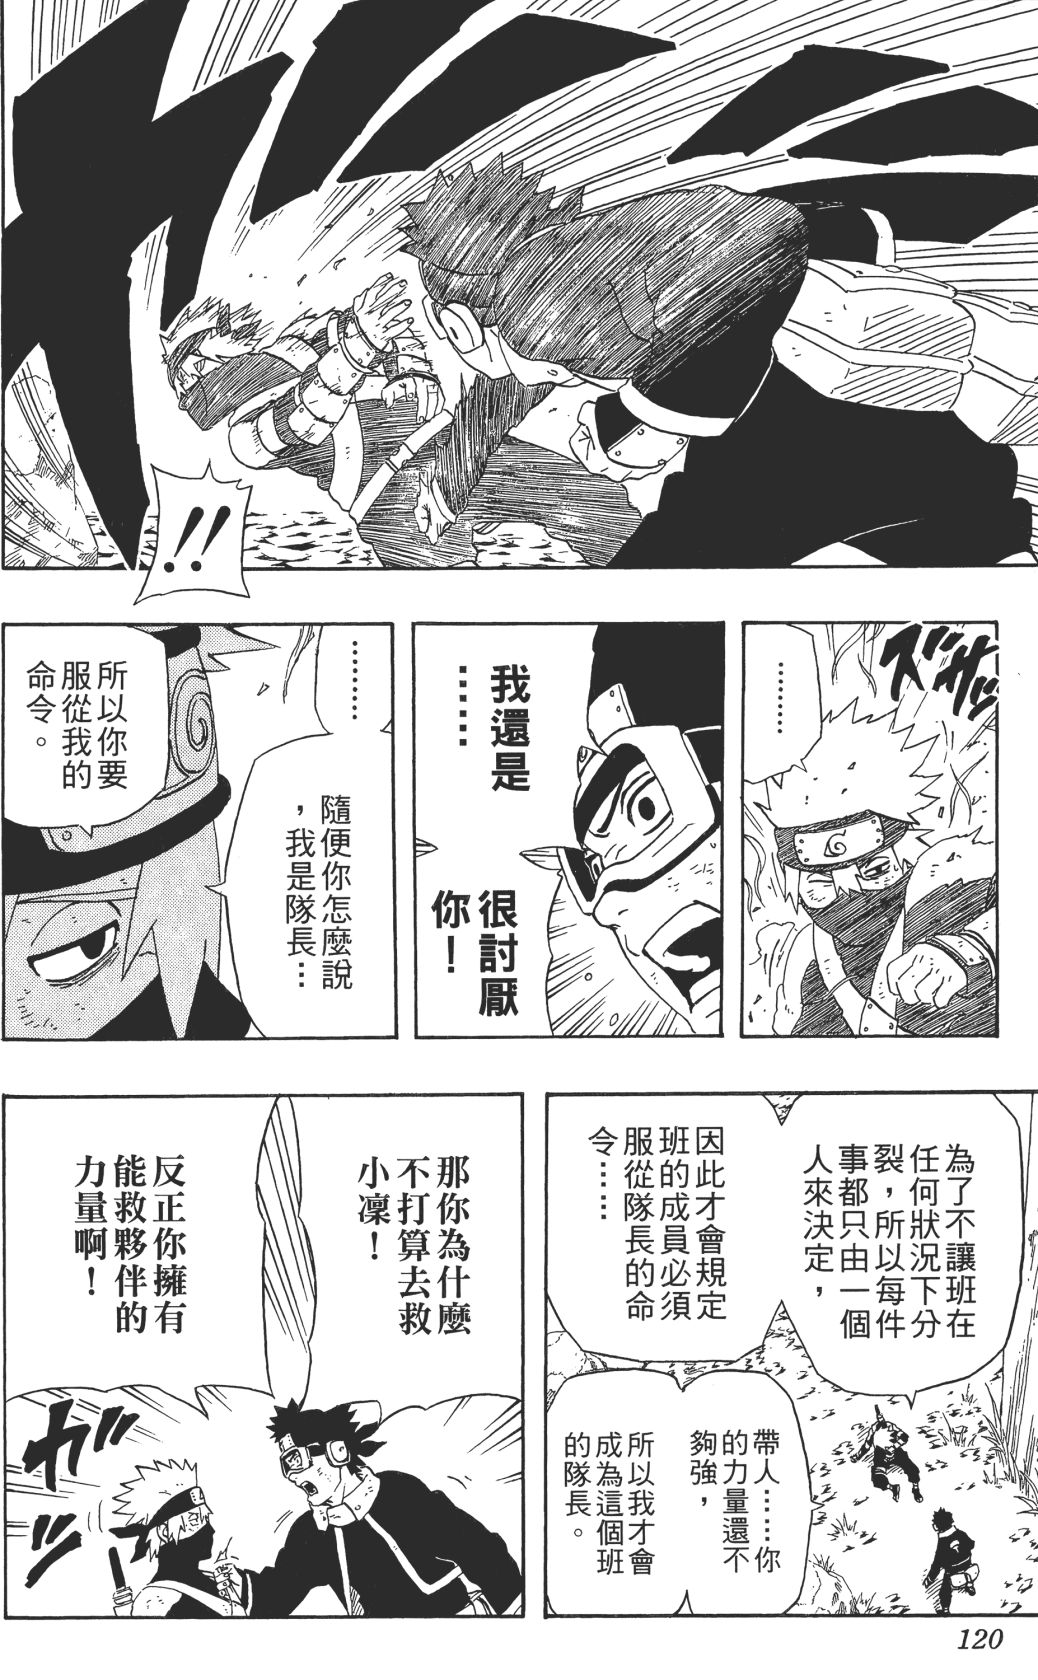 !!
ズザッ
………
我還是
……
很討厭
你！
………
隨便你怎麼說
，我是隊長…
所以你要
服從我的
命令。
為了不讓班在
任何狀況下分
裂，所以每件
事都只由一個
人來決定，
因此才會規定
班的成員必須
服從隊長的命
令……
帶人……你
的力量還不
夠強，
所以我才會
成為這個班
的隊長。
那你為什麼
不打算去救
小凜！
反正你擁有
能救夥伴的
力量啊！
ガッ
120